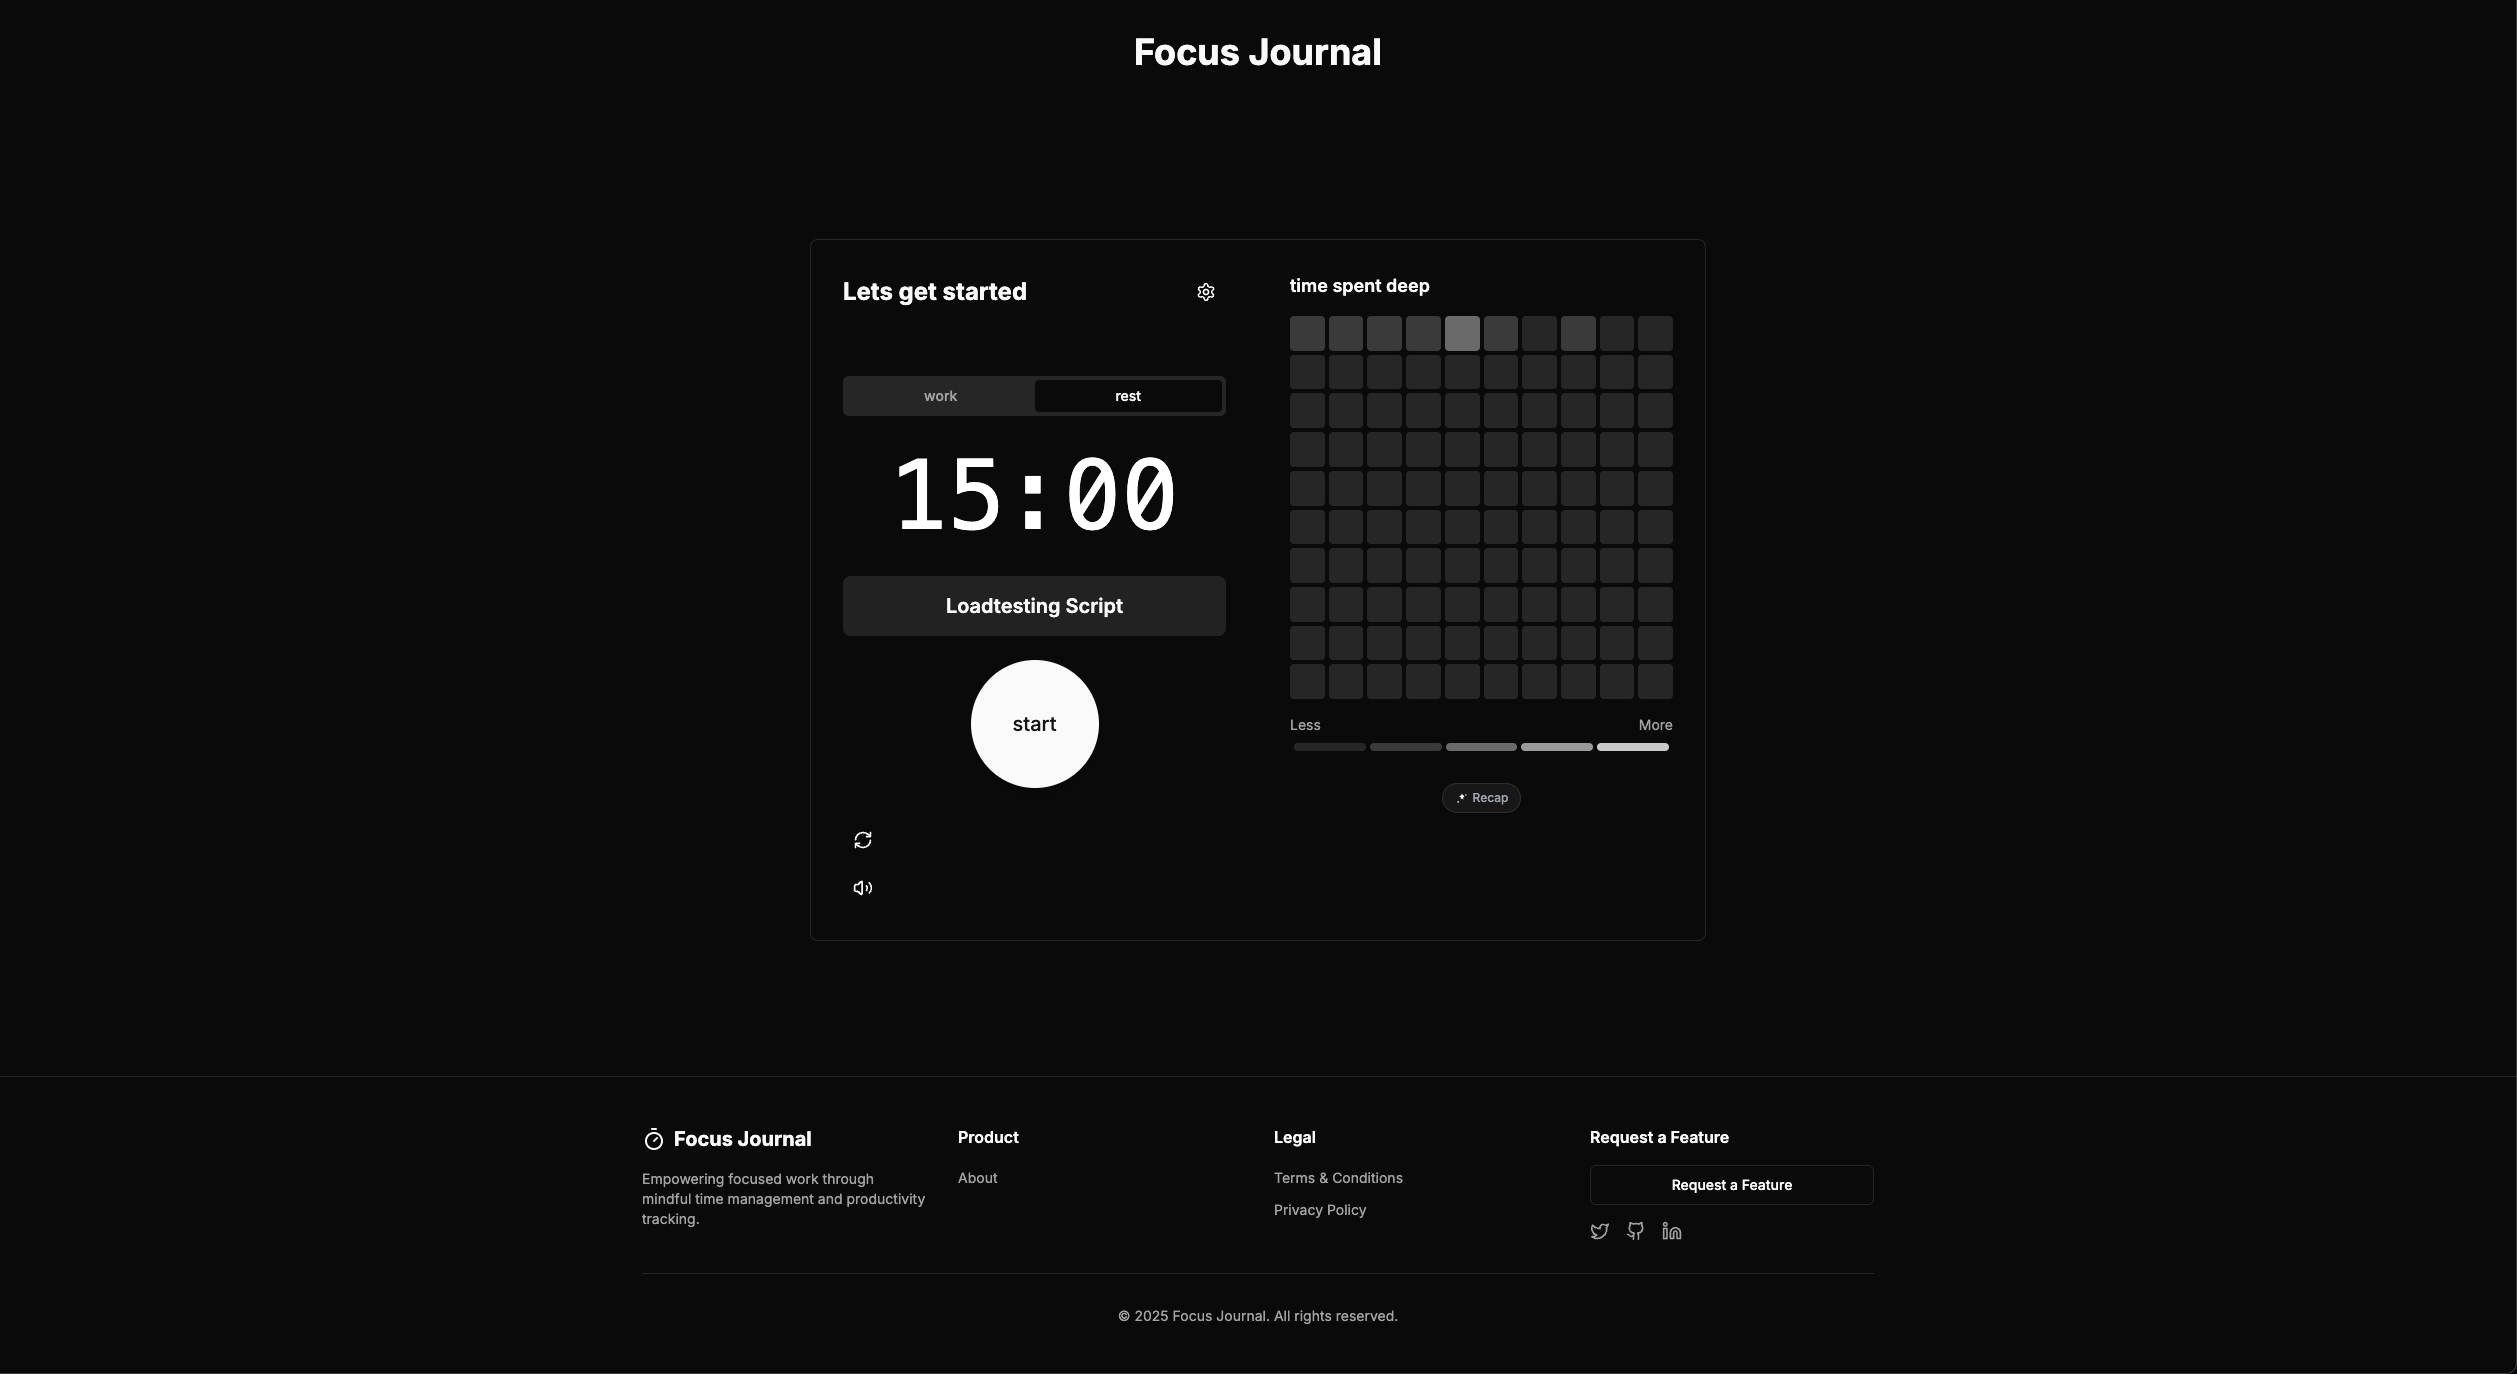 Focus Journal
Lets get started
work
rest
15:00
Loadtesting Script
start
time spent deep
Less
More
Recap
Focus Journal
Empowering focused work through
mindful time management and productivity
tracking.
Product
About
Legal
Terms & Conditions
Privacy Policy
Request a Feature
Request a Feature
© 2025 Focus Journal. All rights reserved.